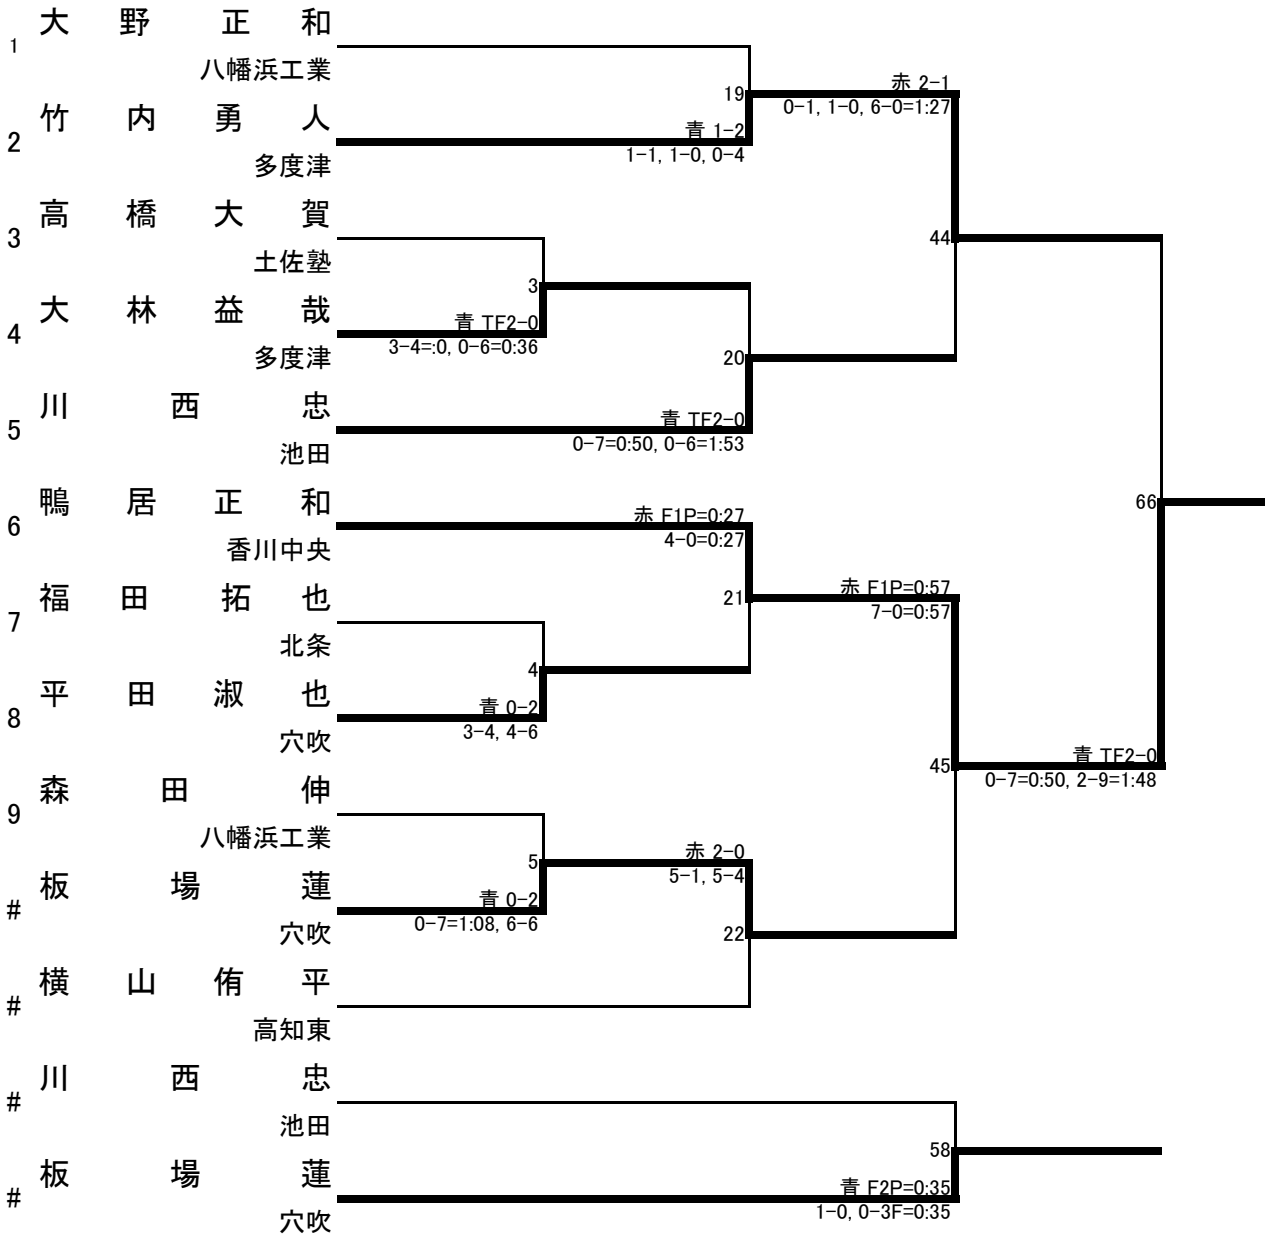 大野正和
1
八幡浜工業
赤 2-1
19
0-1, 1-0, 6-0=1:27
竹内勇人
2
青 1-2
1-1, 1-0, 0-4
多度津
高橋大賀
3
44
土佐塾
3
大林益哉
4
青 TF2-0
3-4=:0, 0-6=0:36
多度津
20
川西忠
5
青 TF2-0
0-7=0:50, 0-6=1:53
池田
鴨居正和
6
66
赤 F1P=0:27
4-0=0:27
香川中央
福田拓也
7
赤 F1P=0:57
21
7-0=0:57
北条
4
平田淑也
8
青 0-2
3-4, 4-6
穴吹
青 TF2-0
45
0-7=0:50, 2-9=1:48
森田伸
9
八幡浜工業
赤 2-0
5
5-1, 5-4
板場蓮
#
青 0-2
0-7=1:08, 6-6
穴吹
22
横山侑平
#
高知東
川西忠
#
池田
58
板場蓮
#
青 F2P=0:35
1-0, 0-3F=0:35
穴吹